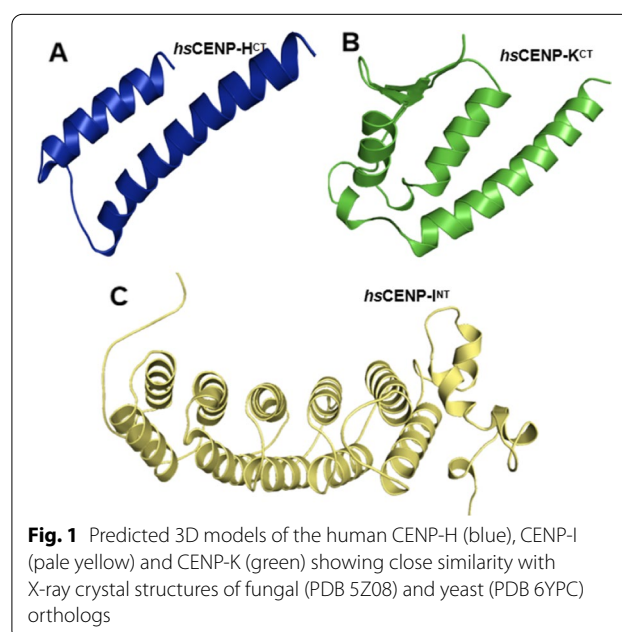 A
hsCENP-HCT
B
hsCENP-KCT
C
hsCENP-INT
Fig. 1 Predicted 3D models of the human CENP-H (blue), CENP-I
(pale yellow) and CENP-K (green) showing close similarity with
X-ray crystal structures of fungal (PDB 5Z08) and yeast (PDB 6YPC)
orthologs